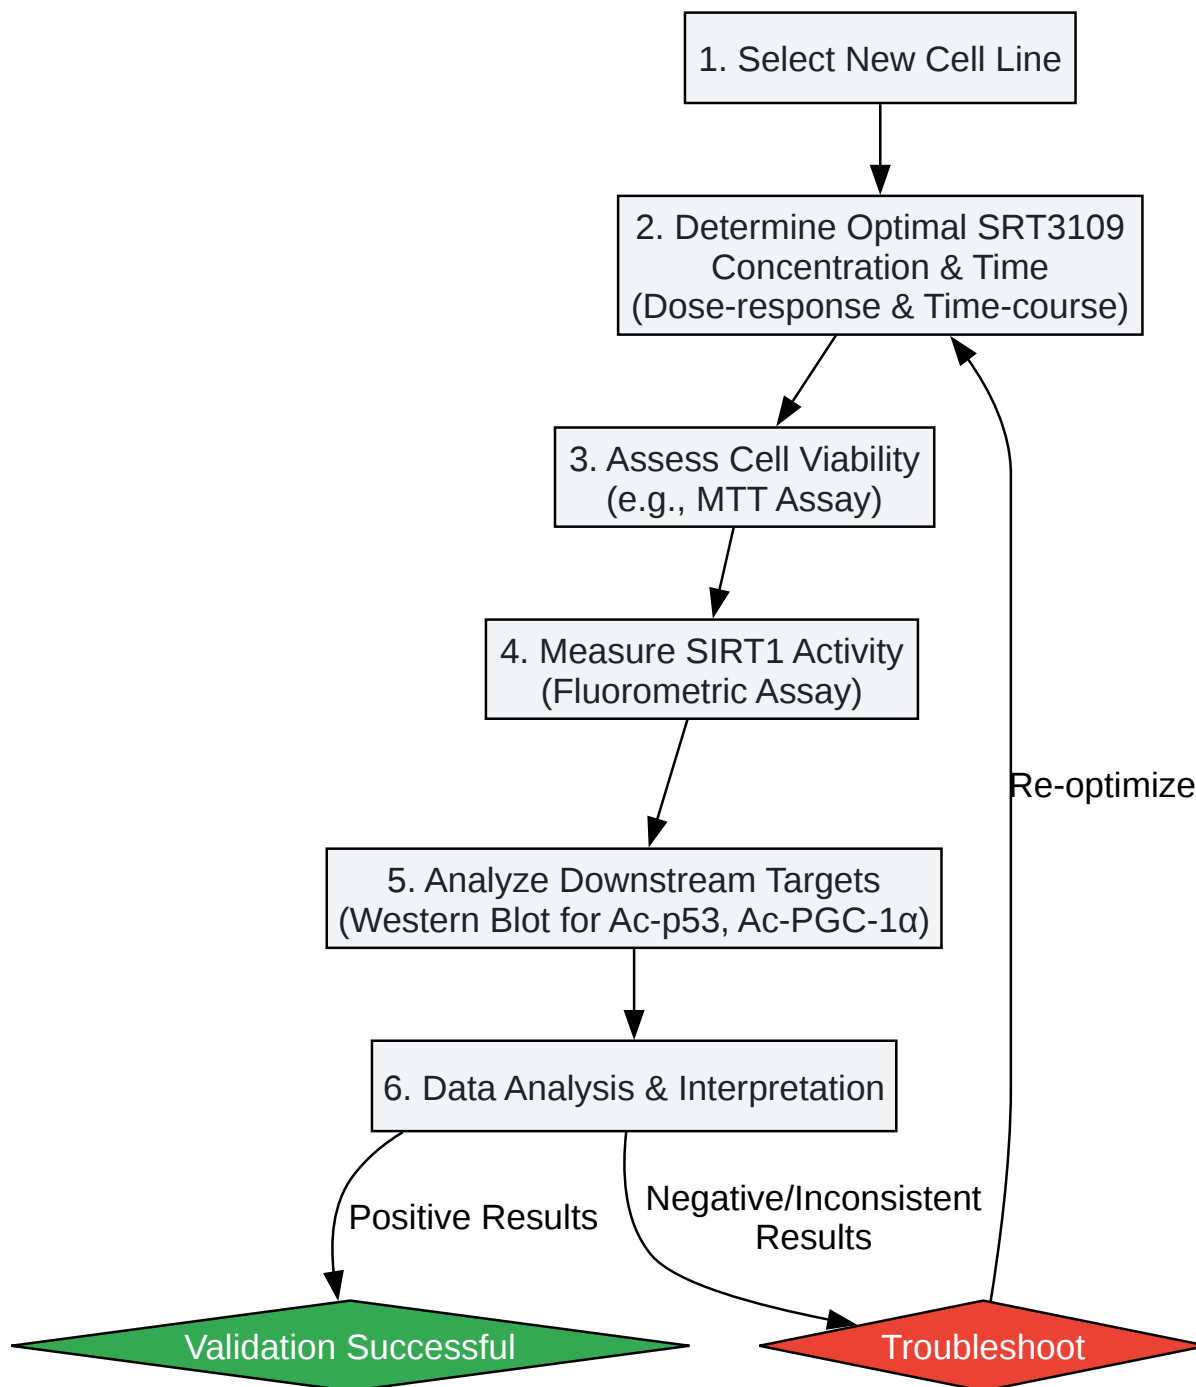 1. Select New Cell Line
2. Determine Optimal SRT3109
Concentration & Time
(Dose-response & Time-course)
3. Assess Cell Viability
(e.g., MTT Assay)
4. Measure SIRT1 Activity
(Fluorometric Assay)
Re-optimize
5. Analyze Downstream Targets
(Western Blot for Ac-p53, Ac-PGC-1α)
6. Data Analysis & Interpretation
Positive Results
Negative/Inconsistent
Results
Validation Successful
Troubleshoot